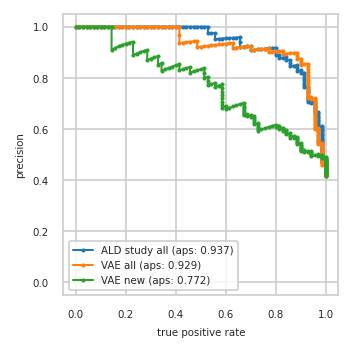 1.0
0.8
0.6
0.4
0.2
0.0
precision
ALD study all (aps: 0.937)
VAE all (aps: 0.929)
VAE new (aps: 0.772)
0.0 0.2 0.4 0.6 0.8 1.0
true positive rate